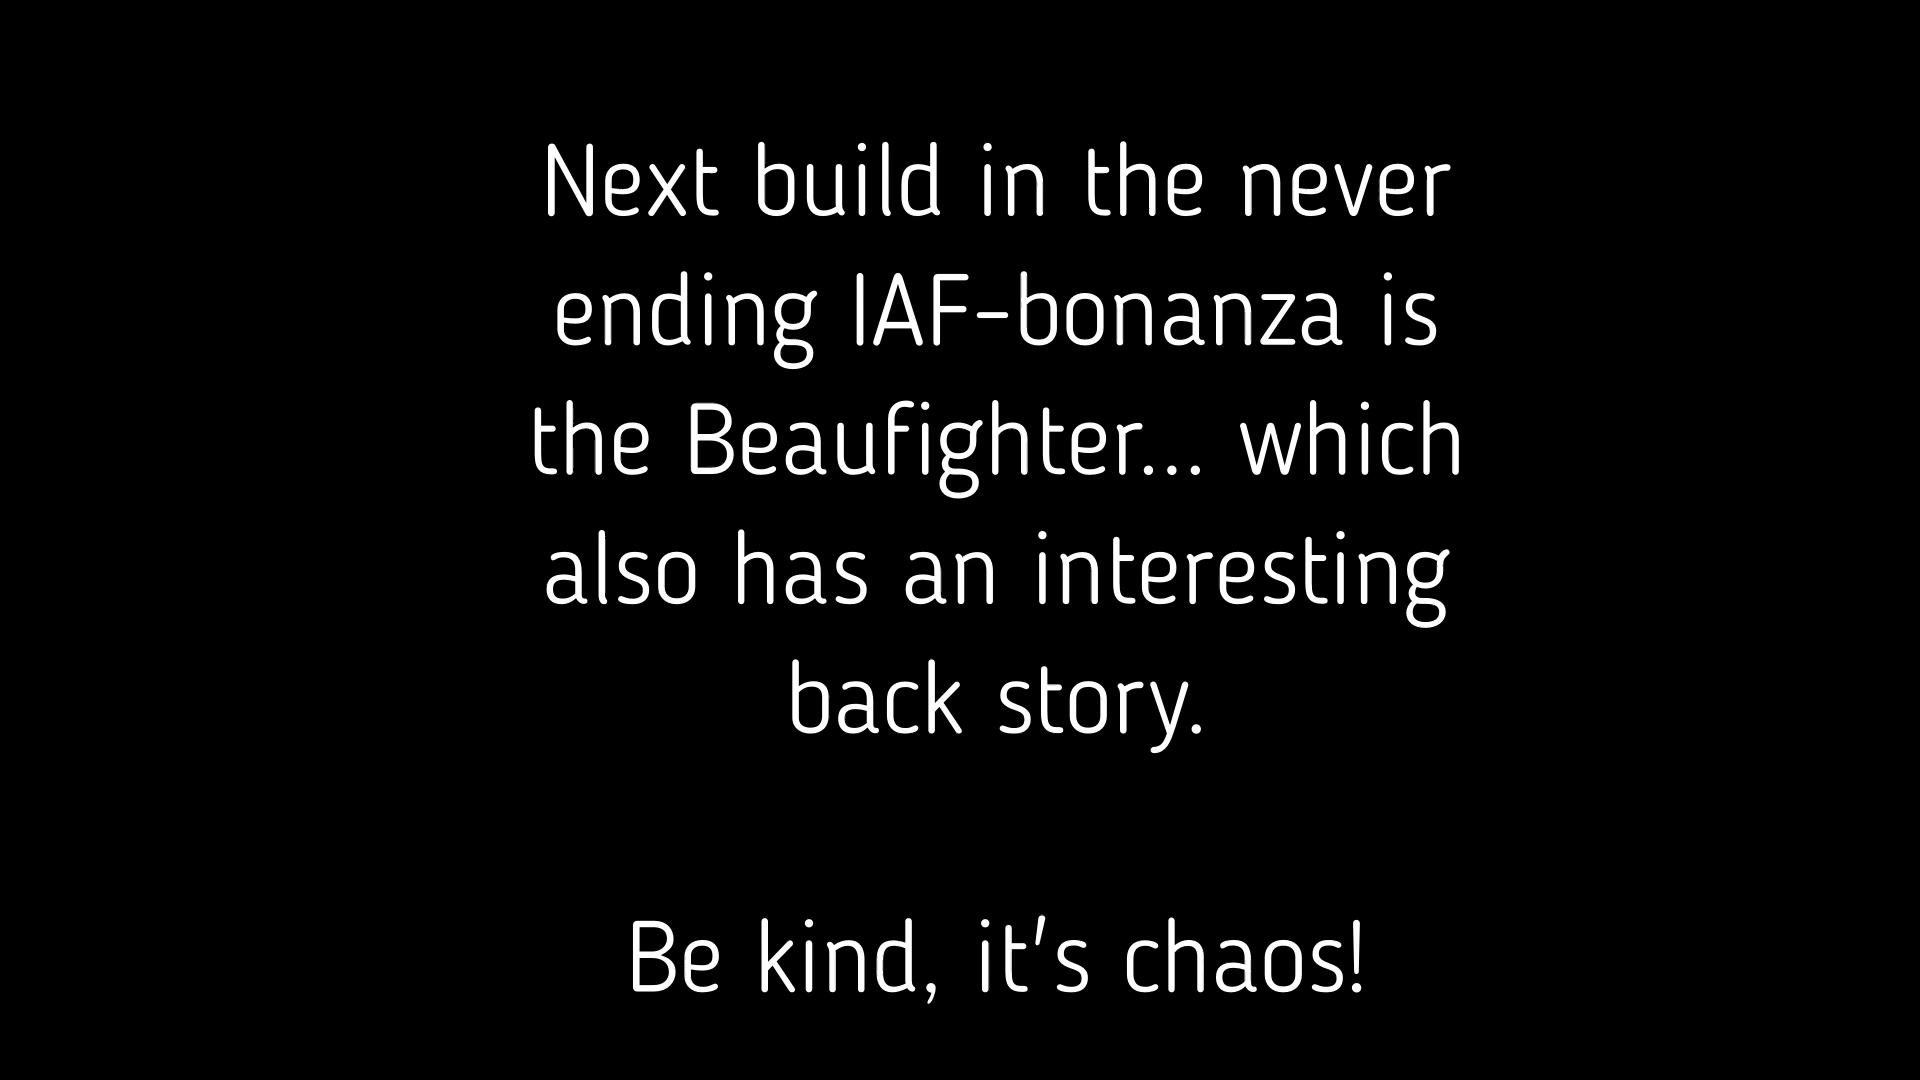 Next build in the never
ending IAF-bonanza is
the Beaufighter... which
also has an interesting
back story.
Be kind, it's chaos!